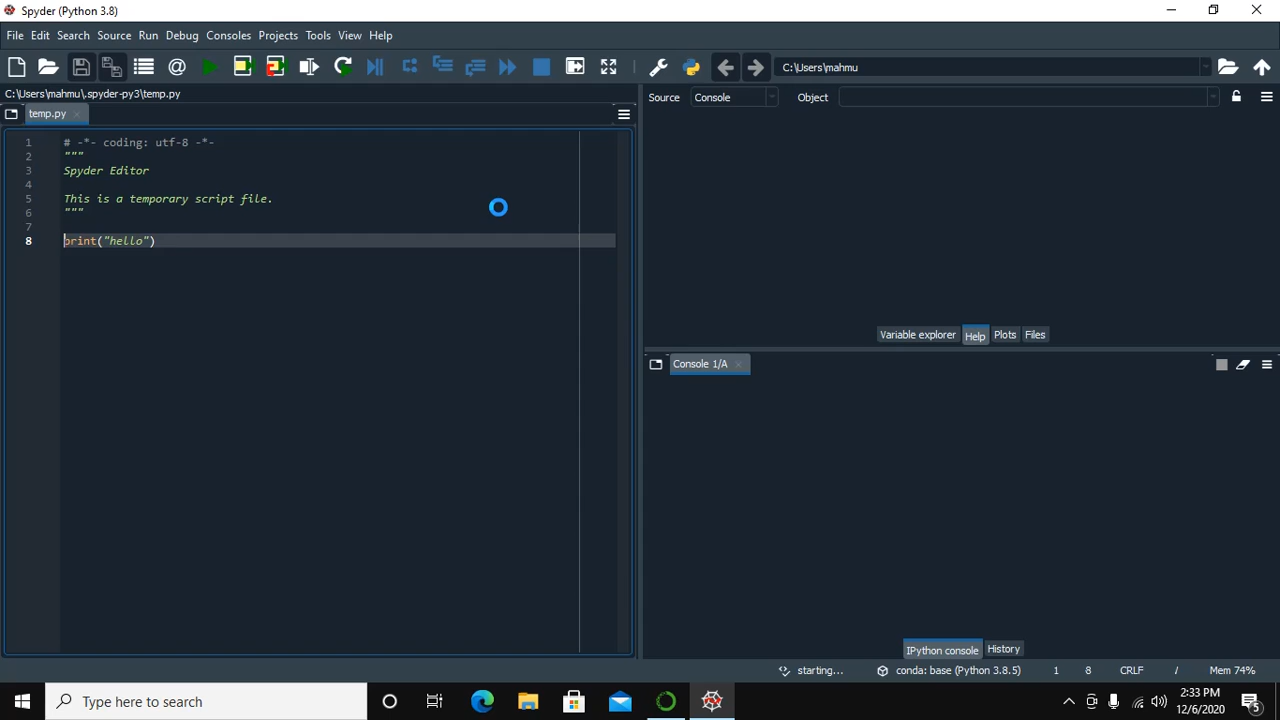 Spyder (Python 3.8)
File Edit Search Source Run Debug Consoles Projects Tools View Help
C:\Users\mahmu
C:\Users\mahmu\.spyder-py3\temp.py
Source Console Object
temp.py
1 # -*- coding: utf-8 -*-
2 """
3 Spyder Editor
4
5 This is a temporary script file.
6 """
7
8 print("hello")
Variable explorer Help Plots Files
Console 1/A
IPython console History
starting... conda: base (Python 3.8.5) 1 8 CRLF / Mem 74%
Type here to search
2:33 PM
12/6/2020
5